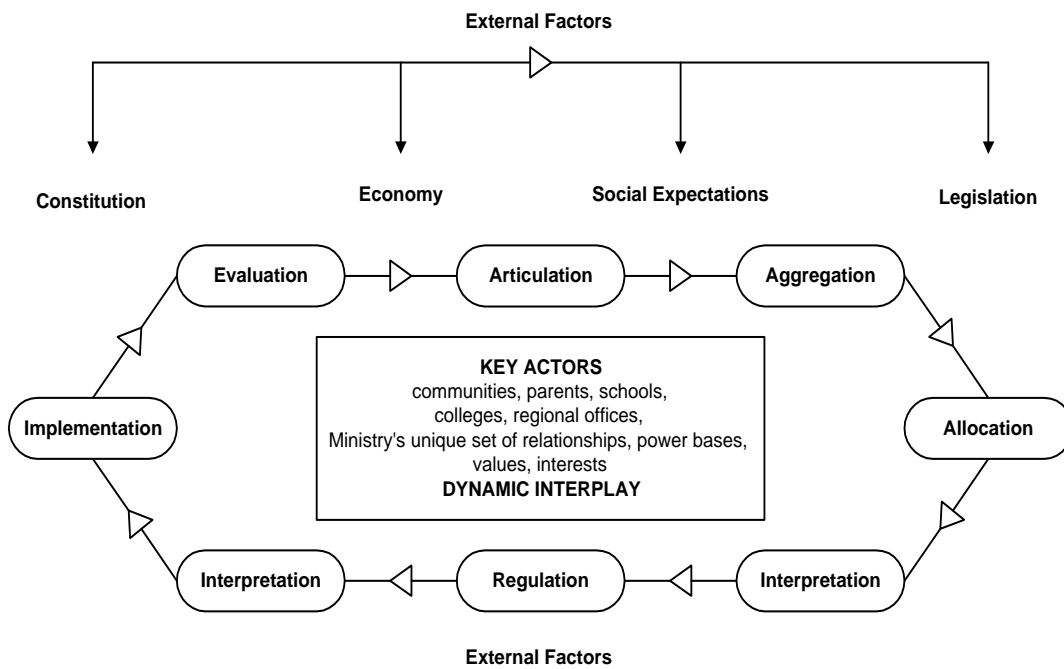 External Factors
Constitution
Economy
Social Expectations
Legislation
Evaluation
Articulation
Aggregation
KEY ACTORS
communities, parents, schools,
colleges, regional offices,
Ministry's unique set of relationships, power bases,
values, interests
DYNAMIC INTERPLAY
Implementation
Allocation
Interpretation
Regulation
Interpretation
External Factors